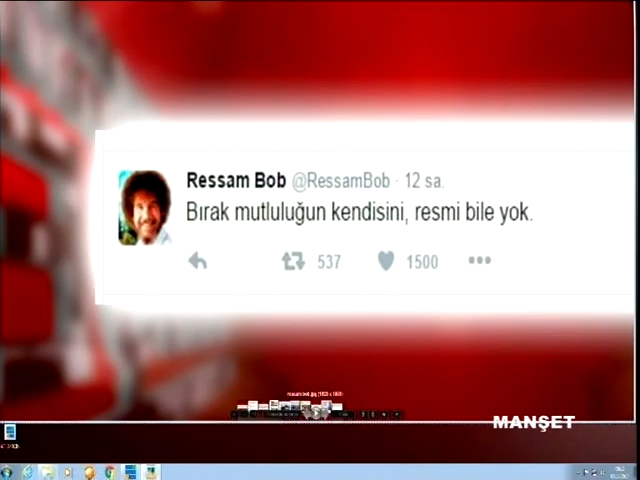 Ressam Bob @RessamBob · 12 sa.
Bırak mutluluğun kendisini, resmi bile yok.
537 1500
MANŞET